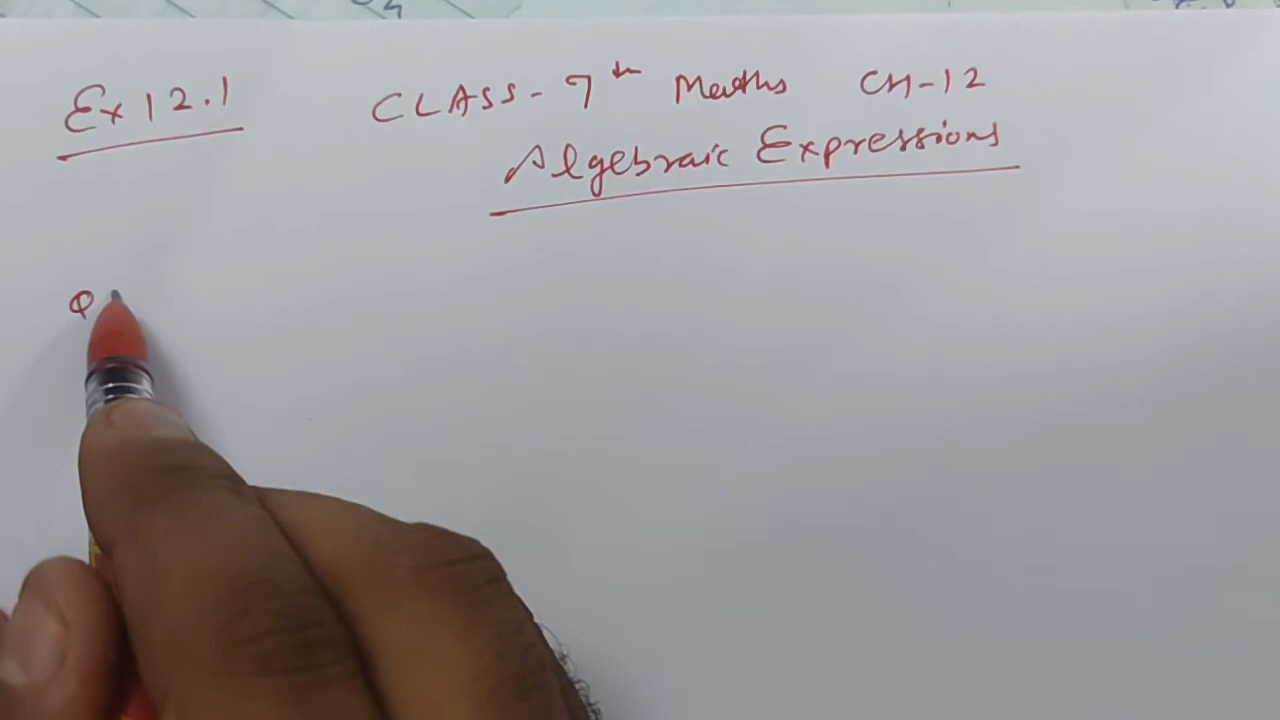 Ex 12.1
CLASS - 7th Maths CH-12
Algebraic Expressions
Q